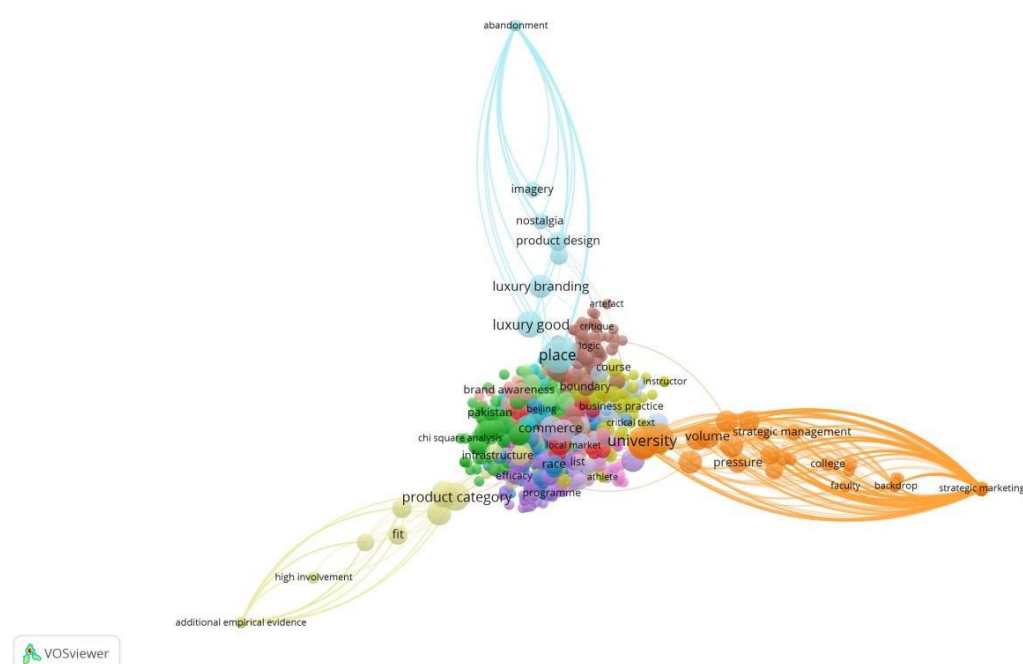 abandonment
imagery
nostalgia
product design
luxury branding
artefact
luxury good
critique
logic
place
course
instructor
brand awareness
boundary
pakistan
beijing
business practice
critical text
commerce
chi square analysis
local market
university
volume
strategic management
infrastructure
race
list
pressure
college
efficacy
athlete
faculty
backdrop
strategic marketing
product category
programme
fit
high involvement
additional empirical evidence
VOSviewer